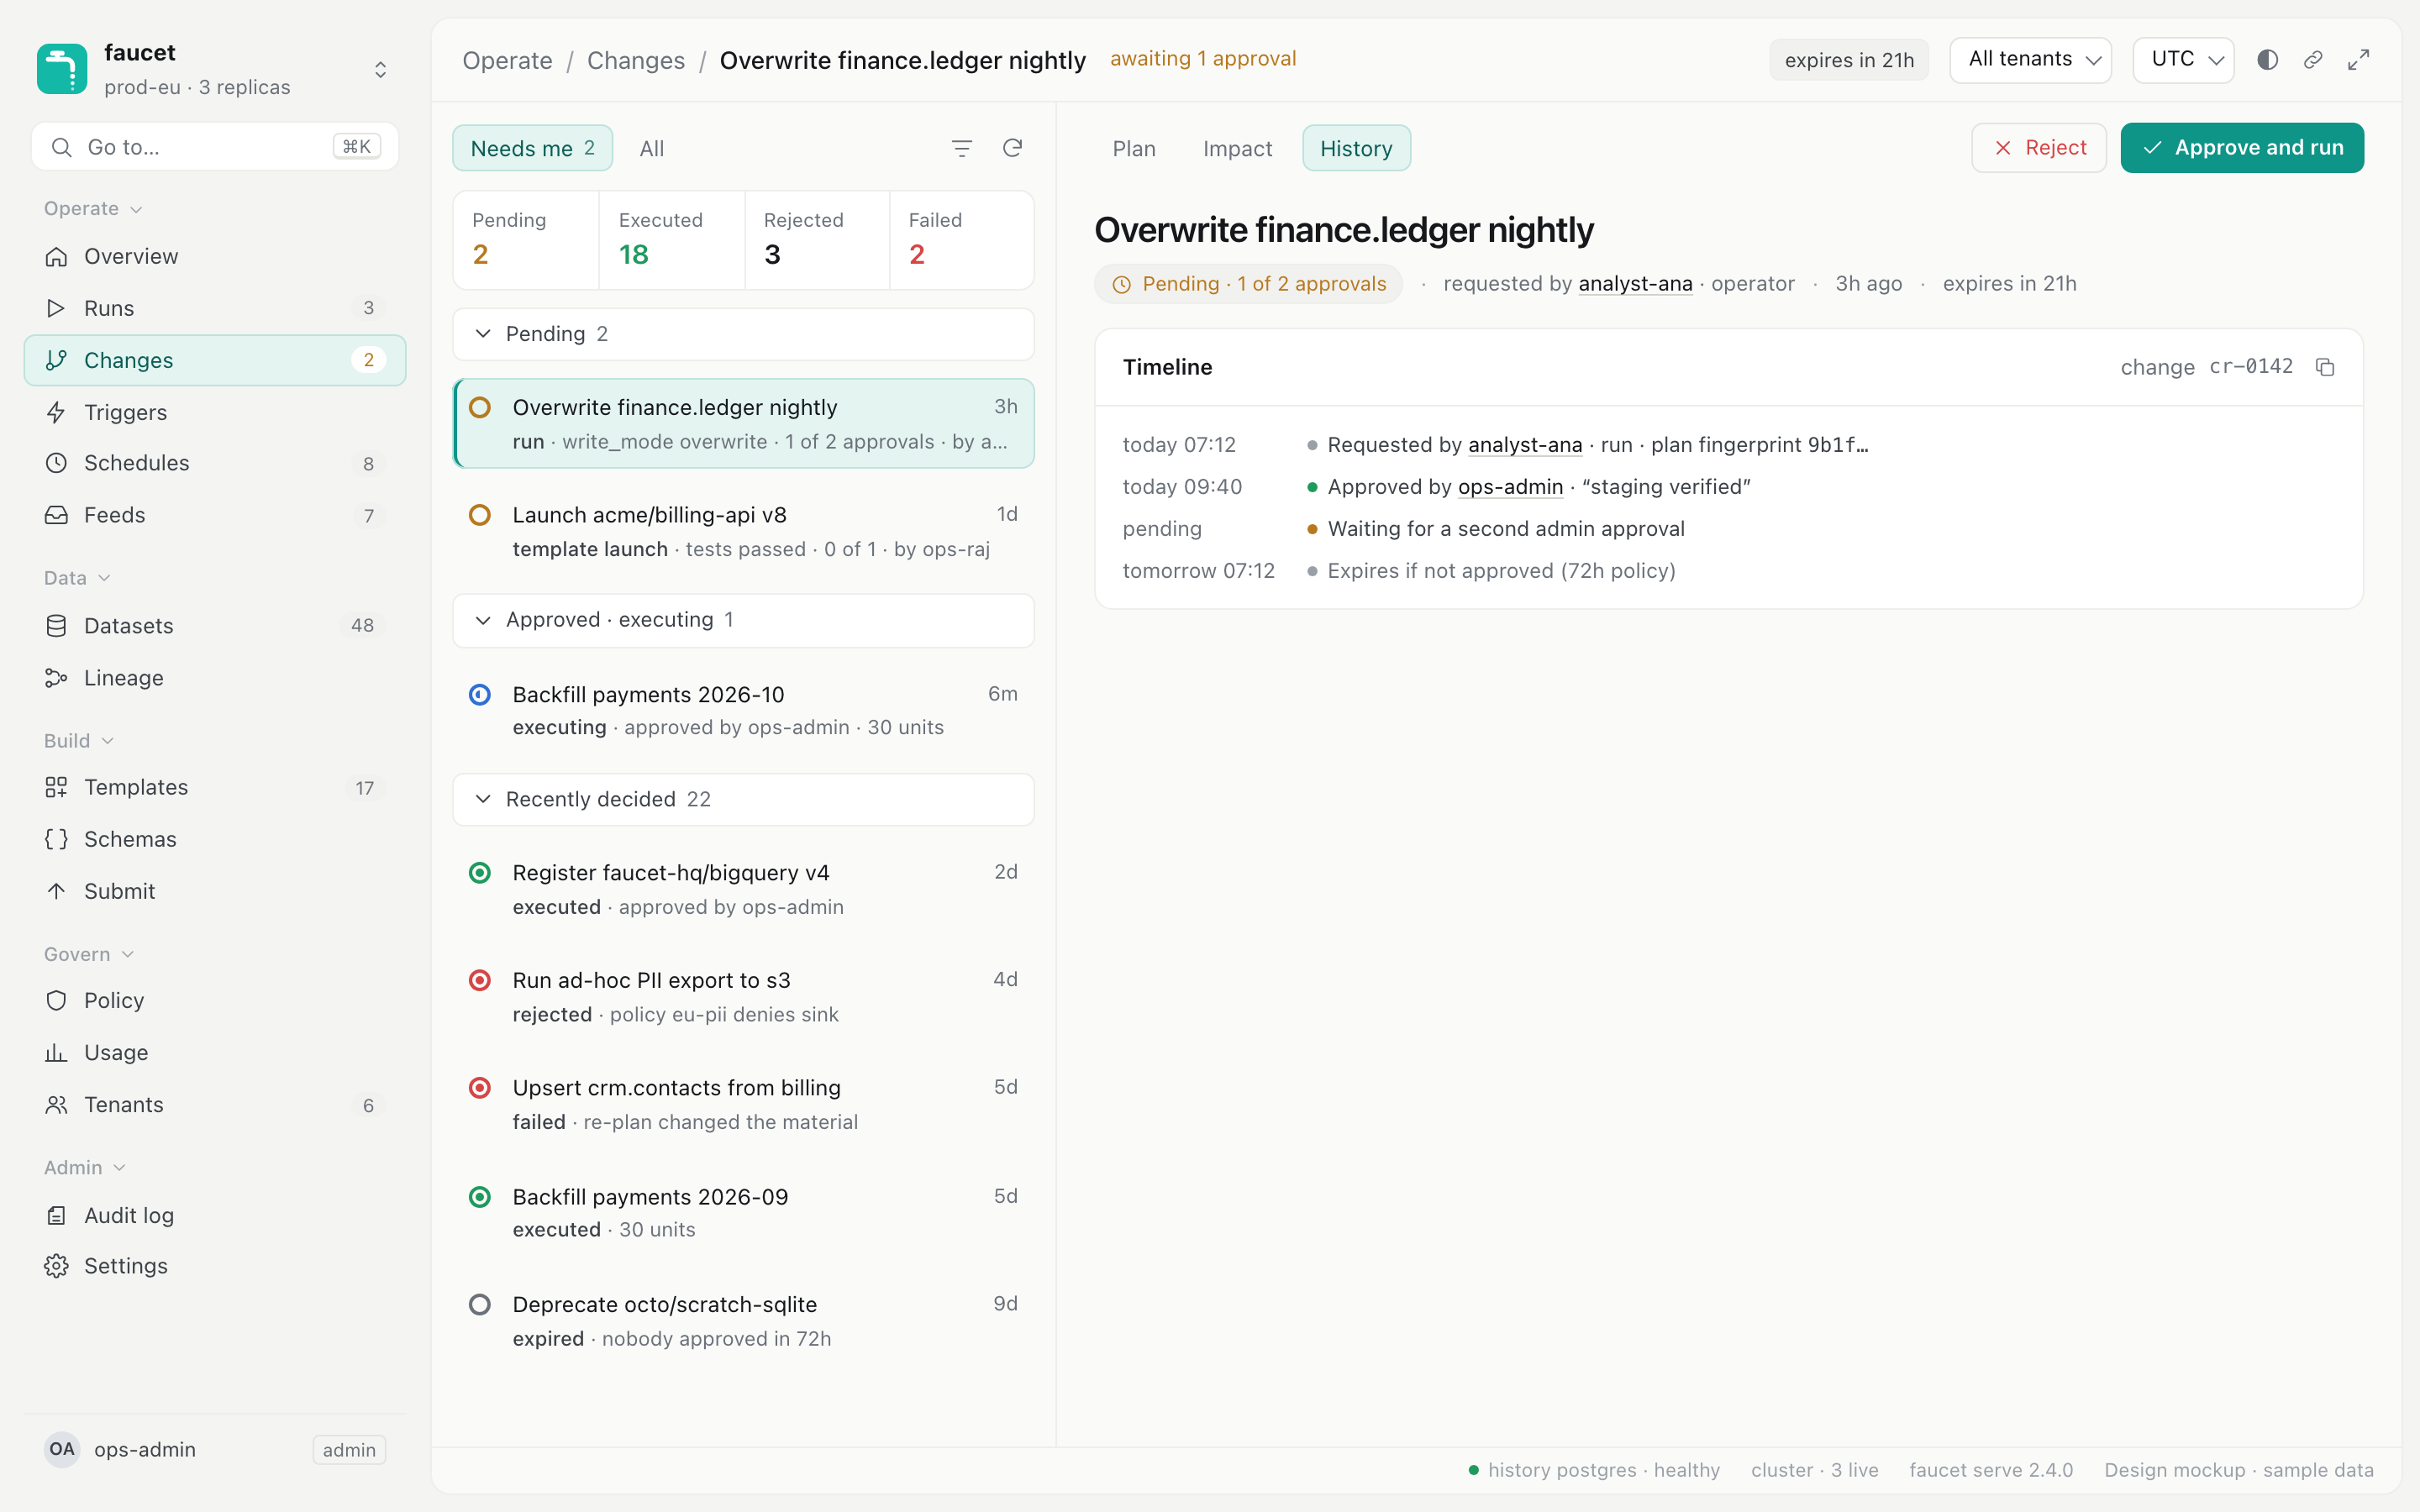 faucet
prod-eu · 3 replicas
Go to... ⌘K
Operate
Overview
Runs 3
Changes 2
Triggers
Schedules 8
Feeds 7
Data
Datasets 48
Lineage
Build
Templates 17
Schemas
Submit
Govern
Policy
Usage
Tenants 6
Admin
Audit log
Settings
OA ops-admin admin
Operate / Changes / Overwrite finance.ledger nightly awaiting 1 approval
expires in 21h All tenants UTC
Needs me 2 All
Pending Executed Rejected Failed
2 18 3 2
Pending 2
Overwrite finance.ledger nightly 3h
run · write_mode overwrite · 1 of 2 approvals · by a...
Launch acme/billing-api v8 1d
template launch · tests passed · 0 of 1 · by ops-raj
Approved · executing 1
Backfill payments 2026-10 6m
executing · approved by ops-admin · 30 units
Recently decided 22
Register faucet-hq/bigquery v4 2d
executed · approved by ops-admin
Run ad-hoc PII export to s3 4d
rejected · policy eu-pii denies sink
Upsert crm.contacts from billing 5d
failed · re-plan changed the material
Backfill payments 2026-09 5d
executed · 30 units
Deprecate octo/scratch-sqlite 9d
expired · nobody approved in 72h
Plan Impact History
Reject Approve and run
Overwrite finance.ledger nightly
Pending · 1 of 2 approvals · requested by analyst-ana · operator · 3h ago · expires in 21h
Timeline change cr-0142
today 07:12 Requested by analyst-ana · run · plan fingerprint 9b1f…
today 09:40 Approved by ops-admin · “staging verified”
pending Waiting for a second admin approval
tomorrow 07:12 Expires if not approved (72h policy)
history postgres · healthy cluster · 3 live faucet serve 2.4.0 Design mockup · sample data